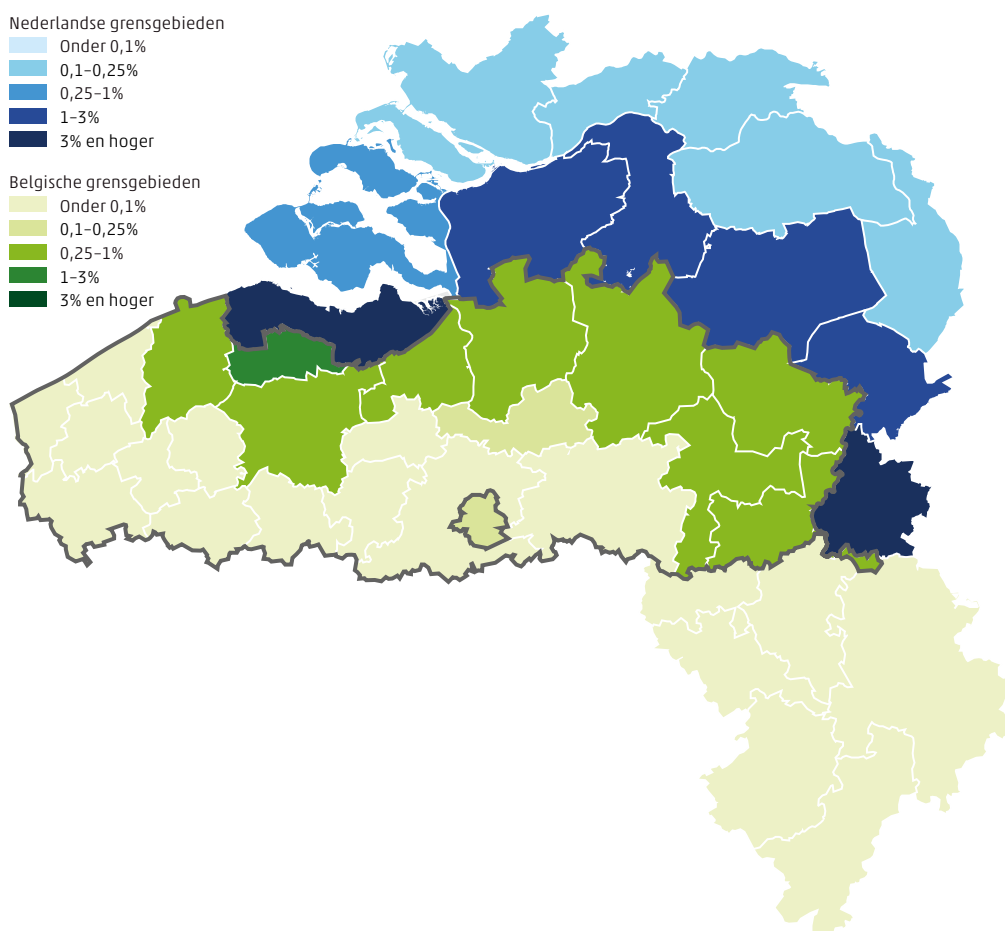 Nederlandse grensgebieden
Onder 0,1%
0,1–0,25%
0,25–1%
1–3%
3% en hoger
Belgische grensgebieden
Onder 0,1%
0,1–0,25%
0,25–1%
1–3%
3% en hoger